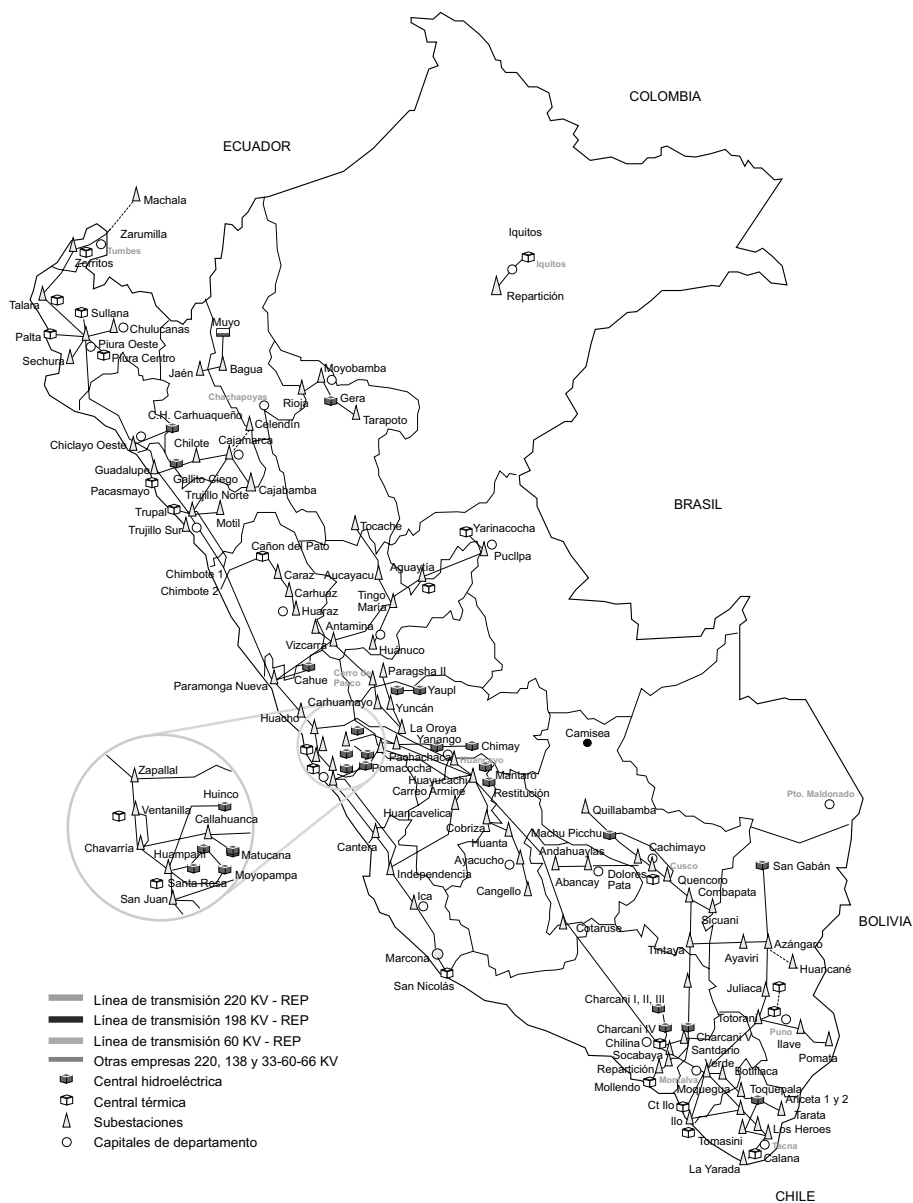 COLOMBIA
ECUADOR
Machala
Zarumilla
Tumbes
Zorritos
Iquitos
Iquitos
Repartición
Talara
Sullana
Chulucanas
Palta
Piura Oeste
Piura Centro
Sechura
Muyo
Jaén
Bagua
Moyobamba
Rioja
Gera
Tarapoto
Chachapoyas
C.H. Carhuaqueño
Celendín
Chiclayo Oeste
Chilote
Cajamarca
Guadalupe
Gallito Ciego
Cajabamba
Pacasmayo
Trujillo Norte
Trupal
Motil
Trujillo Sur
BRASIL
Tocache
Yarinacocha
Cañon del Pato
Pucllpa
Chimbote 1
Caraz
Aucayacu
Aguaytía
Chimbote 2
Carhuaz
Tingo
María
Huaraz
Antamina
Vizcarra
Huánuco
Cerro de
Pasco
Paragsha II
Paramonga Nueva
Cahue
Yaupl
Carhuamayo
Yuncán
Huacho
La Oroya
Yanango
Chimay
Camisea
Pachachaca
Huancayo
Pomacocha
Mantaro
Huayucachi
Restitución
Correo Armine
Pto. Maldonado
Zapallal
Huinco
Ventanilla
Callahuanca
Chavarría
Huampani
Matucana
Santa Rosa
Moyopampa
San Juan
Huancavelica
Quillabamba
Cobriza
Machu Picchu
Cantera
Huanta
Cachimayo
Ayacucho
Andahuaylas
Cusco
San Gabán
Independencia
Abancay
Dolores
Pata
Quencoro
Cangello
Combapata
Ica
Sicuani
BOLIVIA
Cotaruse
Tintaya
Azángaro
Ayaviri
Huancané
Marcona
San Nicolás
Juliaca
Charcani I, II, III
Totorani
Puno
Ilave
Charcani IV
Charcani V
Chilina
Pomata
Socabaya
Santdario
Verde
Repartición
Botiflaca
Mollendo
Montalva
Moquegua
Toquepala
Ct Ilo
Ariceta 1 y 2
Ilo
Tarata
Los Heroes
Tomasini
Tacna
La Yarada
Calana
CHILE
Línea de transmisión 220 KV - REP
Línea de transmisión 198 KV - REP
Línea de transmisión 60 KV - REP
Otras empresas 220, 138 y 33-60-66 KV
Central hidroeléctrica
Central térmica
Subestaciones
Capitales de departamento